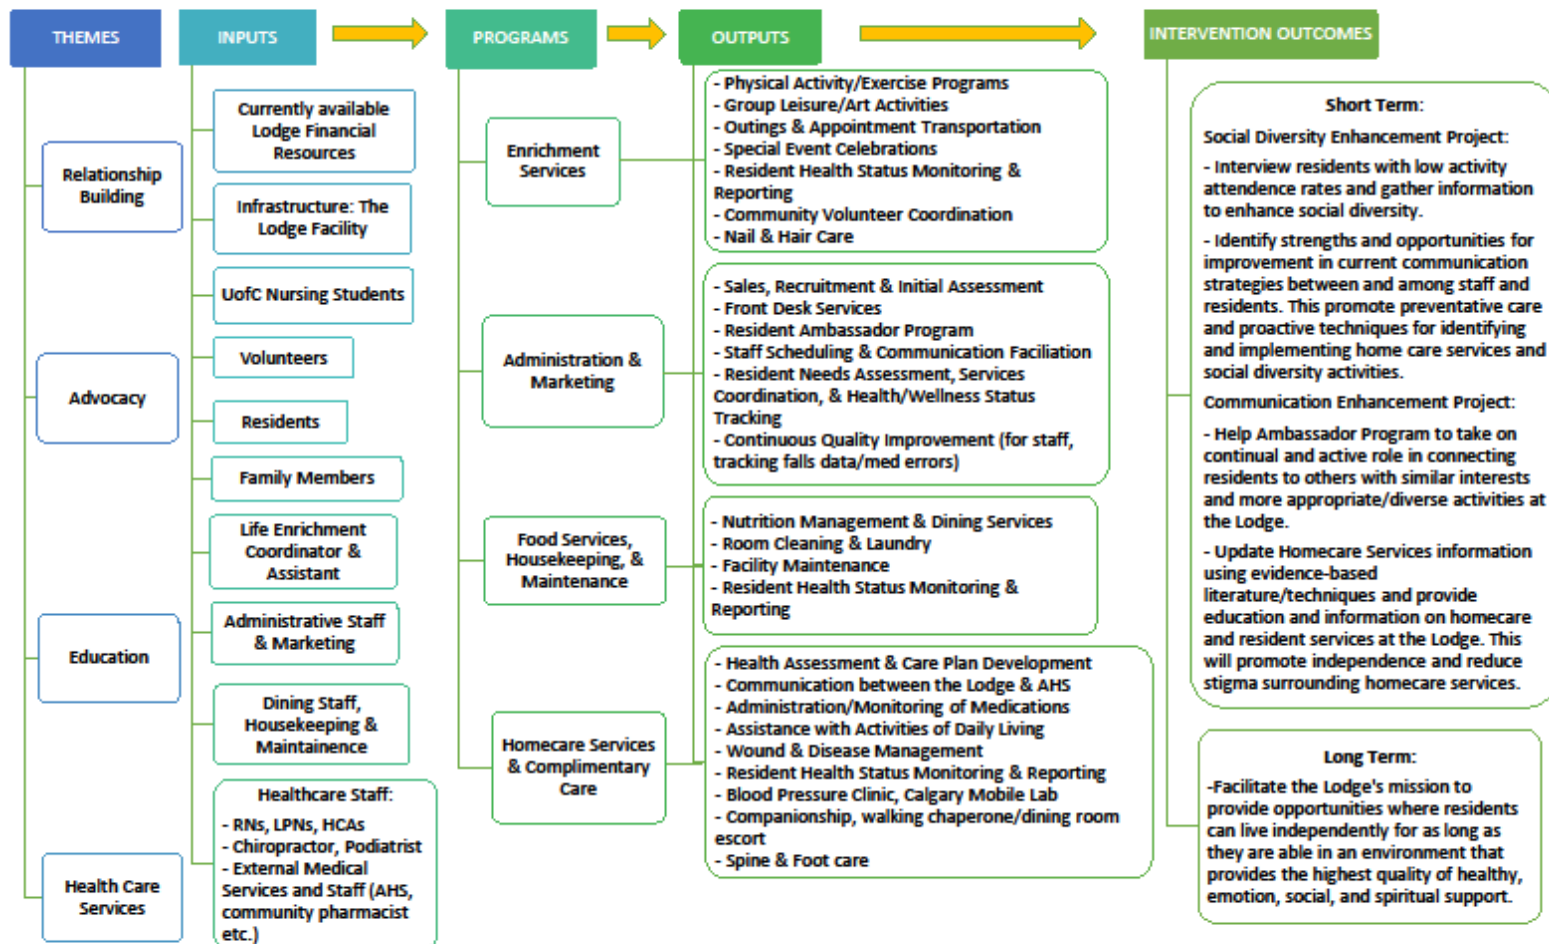 THEMES
INPUTS
PROGRAMS
OUTPUTS
INTERVENTION OUTCOMES
Relationship
Building
Advocacy
Education
Health Care
Services
Currently available
Lodge Financial
Resources
Infrastructure: The
Lodge Facility
UofC Nursing Students
Volunteers
Residents
Family Members
Life Enrichment
Coordinator &
Assistant
Administrative Staff
& Marketing
Dining Staff,
Housekeeping &
Maintainence
Healthcare Staff:
- RNs, LPNs, HCAs
- Chiropractor, Podiatrist
- External Medical
Services and Staff (AHS,
community pharmacist
etc.)
Enrichment
Services
Administration &
Marketing
Food Services,
Housekeeping, &
Maintenance
Homecare Services
& Complimentary
Care
- Physical Activity/Exercise Programs
- Group Leisure/Art Activities
- Outings & Appointment Transportation
- Special Event Celebrations
- Resident Health Status Monitoring &
Reporting
- Community Volunteer Coordination
- Nail & Hair Care
- Sales, Recruitment & Initial Assessment
- Front Desk Services
- Resident Ambassador Program
- Staff Scheduling & Communication Faciliation
- Resident Needs Assessment, Services
Coordination, & Health/Wellness Status
Tracking
- Continuous Quality Improvement (for staff,
tracking falls data/med errors)
- Nutrition Management & Dining Services
- Room Cleaning & Laundry
- Facility Maintenance
- Resident Health Status Monitoring &
Reporting
- Health Assessment & Care Plan Development
- Communication between the Lodge & AHS
- Administration/Monitoring of Medications
- Assistance with Activities of Daily Living
- Wound & Disease Management
- Resident Health Status Monitoring & Reporting
- Blood Pressure Clinic, Calgary Mobile Lab
- Companionship, walking chaperone/dining room
escort
- Spine & Foot care
Short Term:
Social Diversity Enhancement Project:
- Interview residents with low activity
attendence rates and gather information
to enhance social diversity.
- Identify strengths and opportunities for
improvement in current communication
strategies between and among staff and
residents. This promote preventative care
and proactive techniques for identifying
and implementing home care services and
social diversity activities.
Communication Enhancement Project:
- Help Ambassador Program to take on
continual and active role in connecting
residents to others with similar interests
and more appropriate/diverse activities at
the Lodge.
- Update Homecare Services information
using evidence-based
literature/techniques and provide
education and information on homecare
and resident services at the Lodge. This
will promote independence and reduce
stigma surrounding homecare services.
Long Term:
-Facilitate the Lodge's mission to
provide opportunities where residents
can live independently for as long as
they are able in an environment that
provides the highest quality of healthy,
emotion, social, and spiritual support.